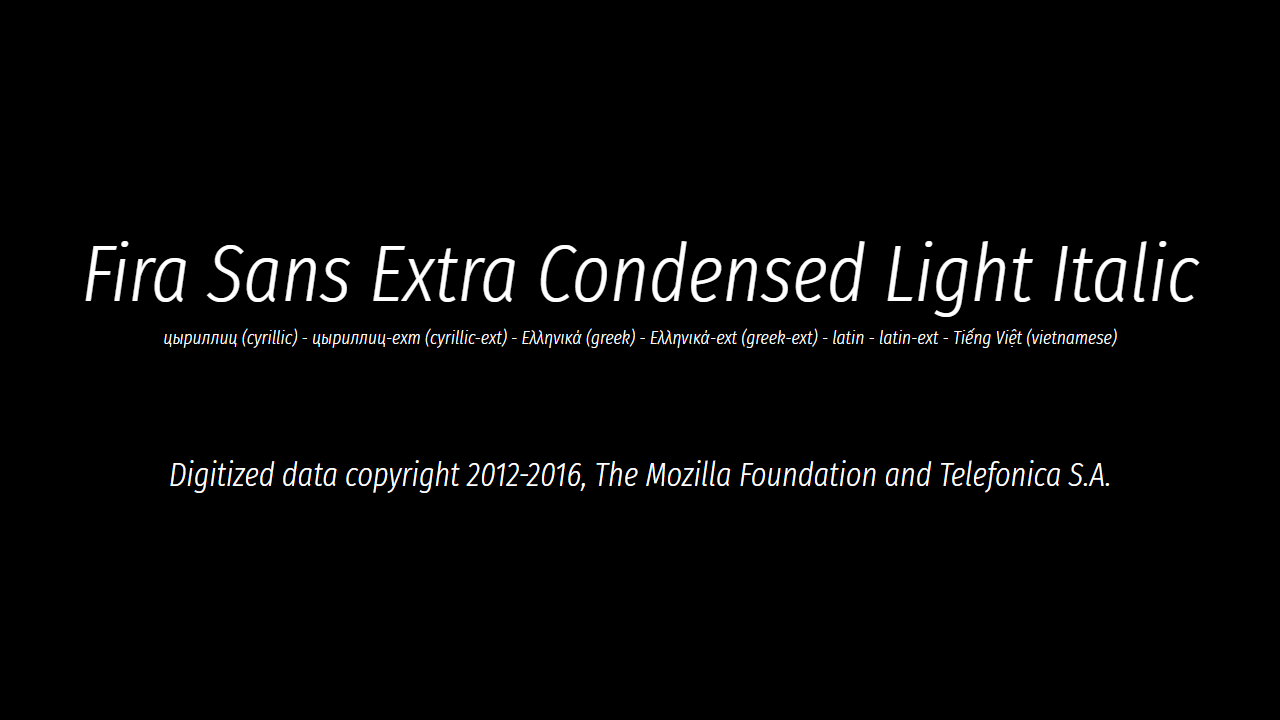 Fira Sans Extra Condensed Light Italic
цыриллиц (cyrillic) - цыриллиц-ехт (cyrillic-ext) - Ελληνικά (greek) - Ελληνικά-ext (greek-ext) - latin - latin-ext - Tiếng Việt (vietnamese)
Digitized data copyright 2012-2016, The Mozilla Foundation and Telefonica S.A.